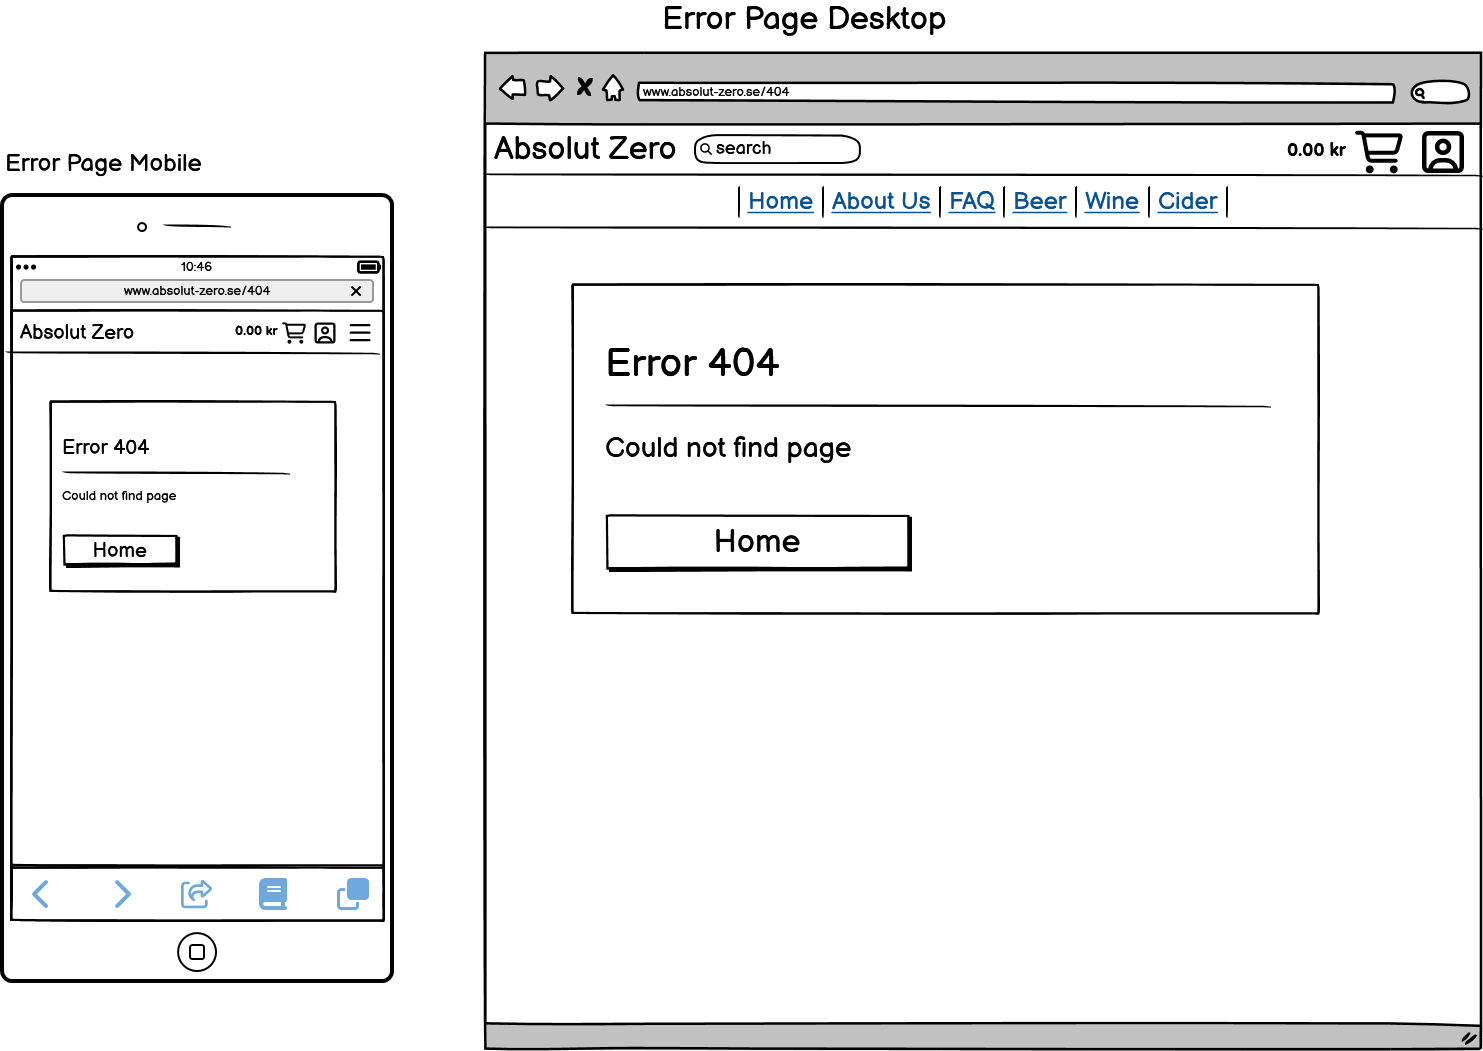 Error Page Desktop
www.absolut-zero.se/404
Absolut Zero
search
0.00 kr
Home
About Us
FAQ
Beer
Wine
Cider
Error 404
Could not find page
Home
Error Page Mobile
10:46
www.absolut-zero.se/404
Absolut Zero
0.00 kr
Error 404
Could not find page
Home